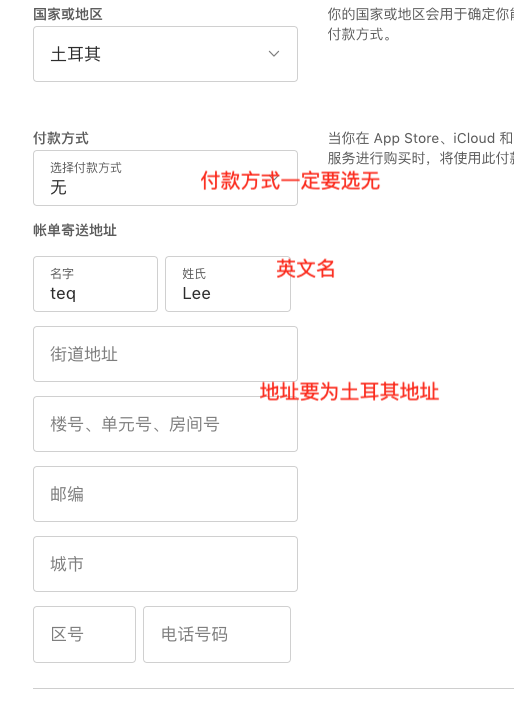 国家或地区
你的国家或地区会用于确定你
付款方式。
土耳其
付款方式
当你在 App Store、iCloud 和
服务进行购买时，将使用此付
选择付款方式
无
付款方式一定要选无
帐单寄送地址
英文名
名字
姓氏
teq
Lee
街道地址
地址要为土耳其地址
楼号、单元号、房间号
邮编
城市
区号
电话号码